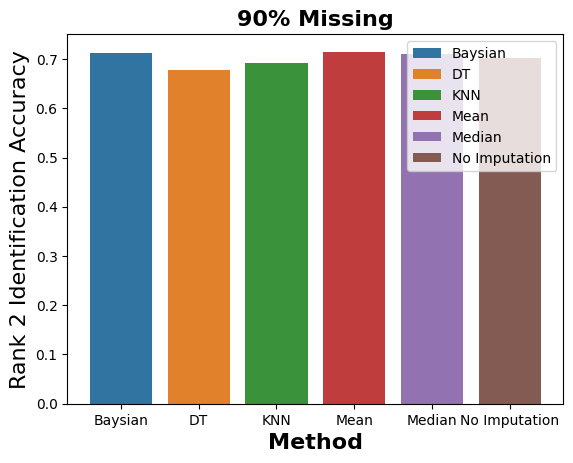 90% Missing
Rank 2 Identification Accuracy
0.7
0.6
0.5
0.4
0.3
0.2
0.1
0.0
Baysian
DT
KNN
Mean
Median
No Imputation
Baysian DT KNN Mean Median No Imputation
Method